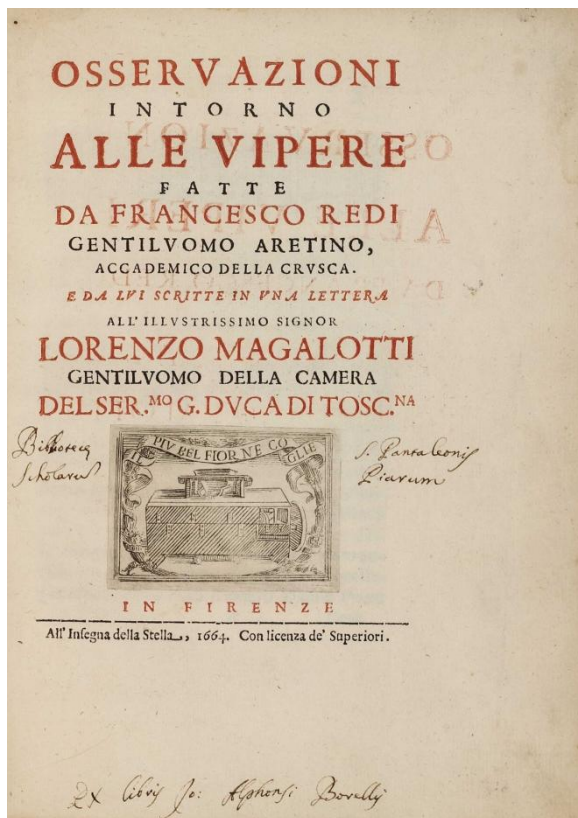 OSSERVAZIONI
INTORNO
ALLE VIPERE
FATTE
DA FRANCESCO REDI
GENTILVOMO ARETINO,
ACCADEMICO DELLA CRVSCA.
E DA LVI SCRITTE IN VNA LETTERA
ALL'ILLVSTRISSIMO SIGNOR
LORENZO MAGALOTTI
GENTILVOMO DELLA CAMERA
DEL SER.MO G. DVCA DI TOSC.NA
IL PIV BEL FIOR NE COGLIE
Biblioteca S. Pantaleonis
Scholarum Piarum
IN FIRENZE
All' Inſegna della Stella, 1664. Con licenza de' Superiori.
Ex libris Jo: Alphonsi Borelly